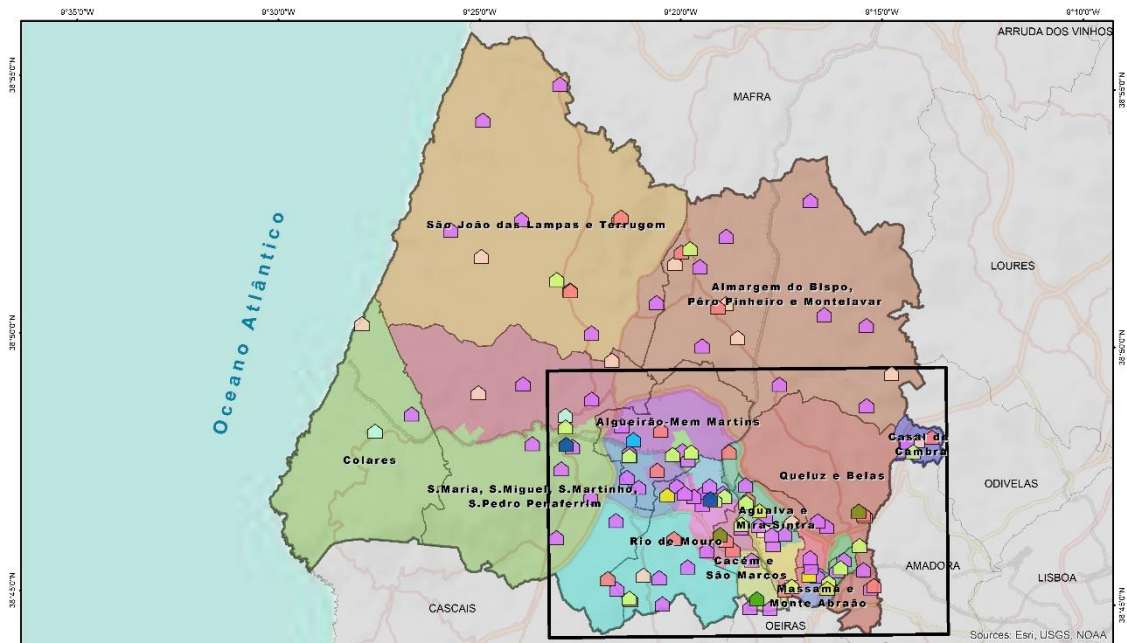 9°35'0"W
9°30'0"W
9°25'0"W
9°20'0"W
9°15'0"W
9°10'0"W
ARRUDA DOS VINHOS
38°55'0"N
38°55'0"N
MAFRA
Oceano Atlântico
São João das Lampas e Terrugem
LOURES
Almargem do Bispo,
Pêro Pinheiro e Montelavar
38°50'0"N
38°50'0"N
Algueirão-Mem Martins
Casal de
Cambra
Colares
Queluz e Belas
ODIVELAS
S.Maria, S.Miguel, S.Martinho,
S.Pedro Penaferrim
Agualva e
Mira-Sintra
Rio de Mouro
Cacém e
São Marcos
AMADORA
LISBOA
Massamá e
Monte Abraão
38°45'0"N
38°45'0"N
CASCAIS
OEIRAS
Sources: Esri, USGS, NOAA